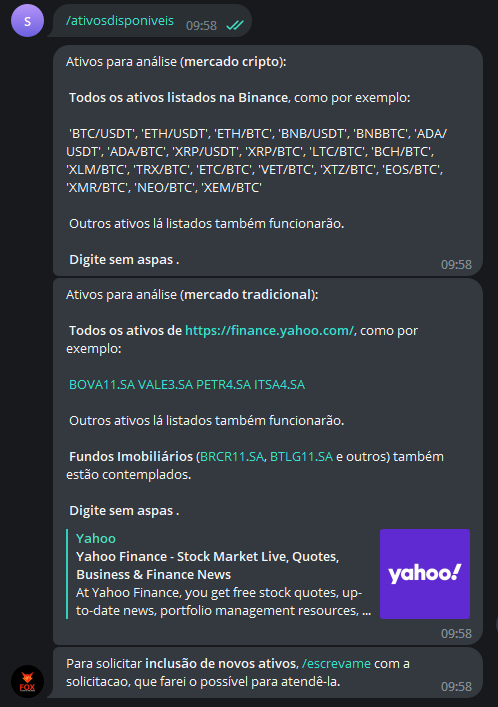 S
/ativosdisponiveis 09:58
Ativos para análise (mercado cripto):
Todos os ativos listados na Binance, como por exemplo:
'BTC/USDT', 'ETH/USDT', 'ETH/BTC', 'BNB/USDT', 'BNBBTC', 'ADA/
USDT', 'ADA/BTC', 'XRP/USDT', 'XRP/BTC', 'LTC/BTC', 'BCH/BTC',
'XLM/BTC', 'TRX/BTC', 'ETC/BTC', 'VET/BTC', 'XTZ/BTC', 'EOS/BTC',
'XMR/BTC', 'NEO/BTC', 'XEM/BTC'
Outros ativos lá listados também funcionarão.
Digite sem aspas .
09:58
Ativos para análise (mercado tradicional):
Todos os ativos de https://finance.yahoo.com/, como por
exemplo:
BOVA11.SA VALE3.SA PETR4.SA ITSA4.SA
Outros ativos lá listados também funcionarão.
Fundos Imobiliários (BRCR11.SA, BTLG11.SA e outros) também
estão contemplados.
Digite sem aspas .
Yahoo
Yahoo Finance - Stock Market Live, Quotes,
Business & Finance News
At Yahoo Finance, you get free stock quotes, up-
to-date news, portfolio management resources, ...
yahoo!
09:58
Para solicitar inclusão de novos ativos, /escrevame com a
solicitacao, que farei o possível para atendê-la.
09:58
FOX